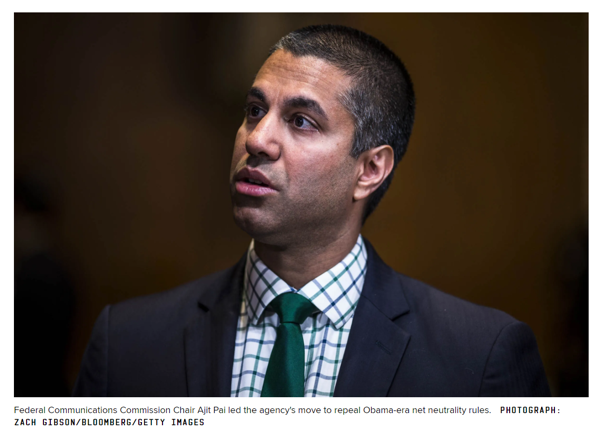 Federal Communications Commission Chair Ajit Pai led the agency's move to repeal Obama-era net neutrality rules. PHOTOGRAPH:
ZACH GIBSON/BLOOMBERG/GETTY IMAGES